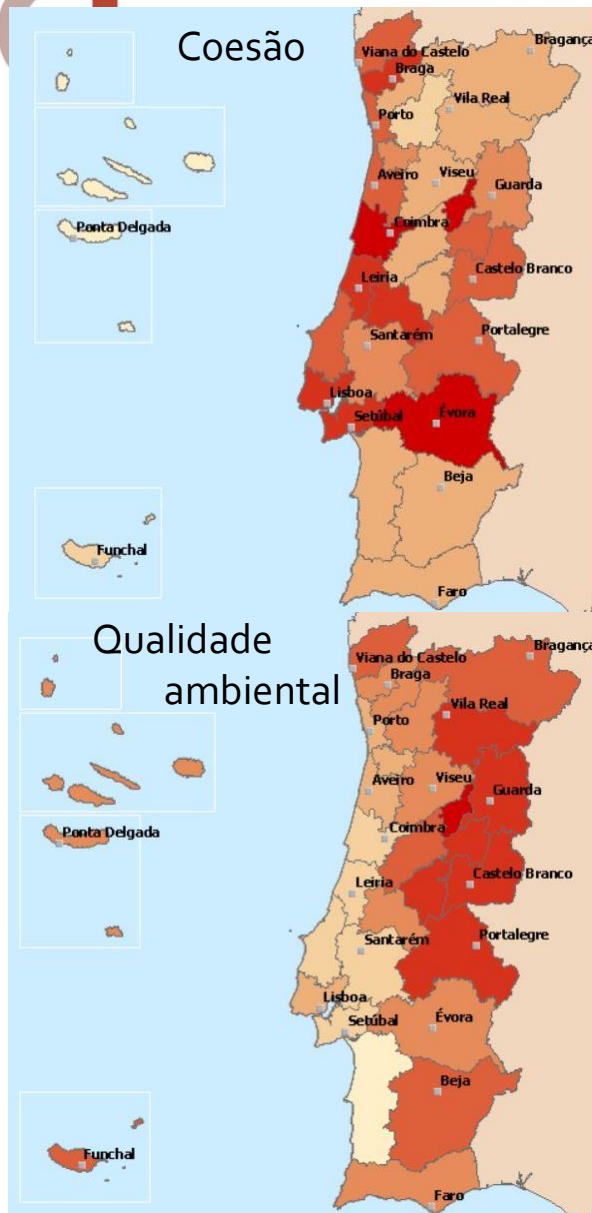 Coesão
Bragança
Viana do Castelo
Braga
Vila Real
Porto
Aveiro
Viseu
Guarda
Ponta Delgada
Coimbra
Leiria
Castelo Branco
Santarém
Portalegre
Lisboa
Setúbal
Évora
Beja
Funchal
Faro
Qualidade
ambiental
Bragança
Viana do Castelo
Braga
Vila Real
Porto
Aveiro
Viseu
Guarda
Ponta Delgada
Coimbra
Leiria
Castelo Branco
Santarém
Portalegre
Lisboa
Setúbal
Évora
Beja
Funchal
Faro